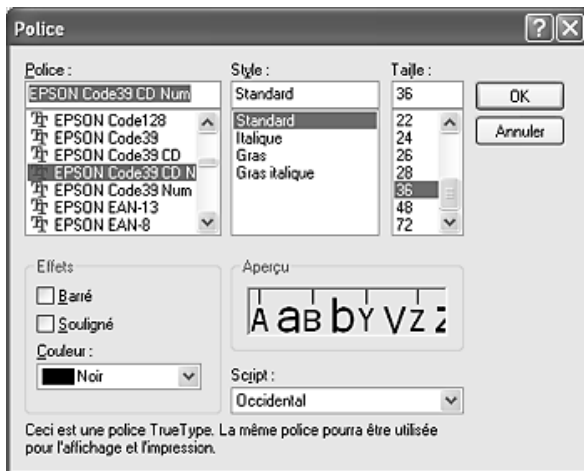 Police
Police :
EPSON Code39 CD Num
EPSON Code128
EPSON Code39
EPSON Code39 CD
EPSON Code39 CD N
EPSON Code39 Num
EPSON EAN-13
EPSON EAN-8
Style :
Standard
Standard
Italique
Gras
Gras italique
Taille :
36
22
24
26
28
36
48
72
OK
Annuler
Effets
Barré
Souligné
Couleur :
Noir
Aperçu
AaBbYyZz
Script :
Occidental
Ceci est une police TrueType. La même police pourra être utilisée
pour l'affichage et l'impression.